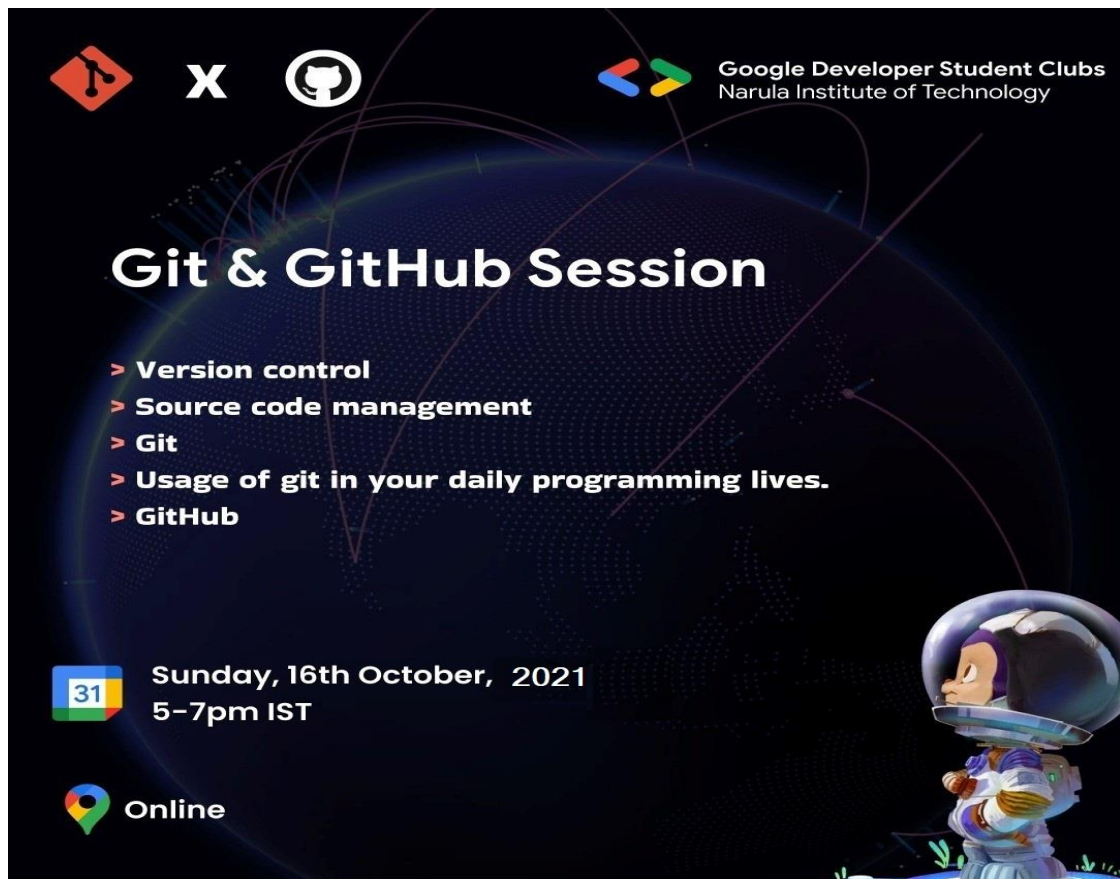 X
Google Developer Student Clubs
Narula Institute of Technology
Git & GitHub Session
> Version control
> Source code management
> Git
> Usage of git in your daily programming lives.
> GitHub
31
Sunday, 16th October, 2021
5-7pm IST
Online